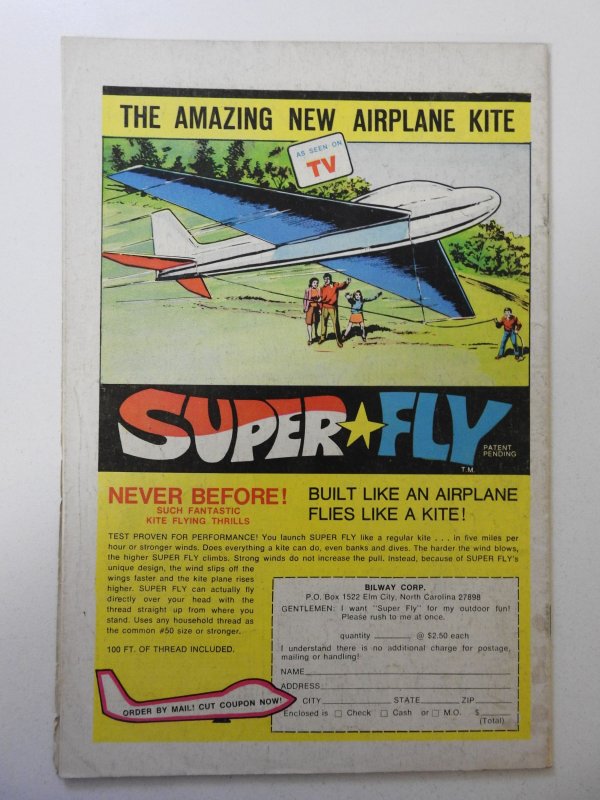 THE AMAZING NEW AIRPLANE KITE
AS SEEN ON
TV
SUPER★FLY
PATENT
PENDING
T.M.
NEVER BEFORE!
SUCH FANTASTIC
KITE FLYING THRILLS
BUILT LIKE AN AIRPLANE
FLIES LIKE A KITE!
TEST PROVEN FOR PERFORMANCE! You launch SUPER FLY like a regular kite . . . in five miles per
hour or stronger winds. Does everything a kite can do, even banks and dives. The harder the wind blows,
the higher SUPER FLY climbs. Strong winds do not increase the pull. Instead, because of SUPER FLY's
unique design, the wind slips off the
wings faster and the kite plane rises
higher. SUPER FLY can actually fly
directly over your head with the
thread straight up from where you
stand. Uses any household thread as
the common #50 size or stronger.
100 FT. OF THREAD INCLUDED.
BILWAY CORP.
P.O. Box 1522 Elm City, North Carolina 27898
GENTLEMEN: I want "Super Fly" for my outdoor fun!
Please rush to me at once.
quantity ______ @ $2.50 each
I understand there is no additional charge for postage,
mailing or handling!
NAME
ADDRESS
CITY STATE ZIP
Enclosed is □ Check □ Cash or □ M.O. $
(Total)
ORDER BY MAIL! CUT COUPON NOW!